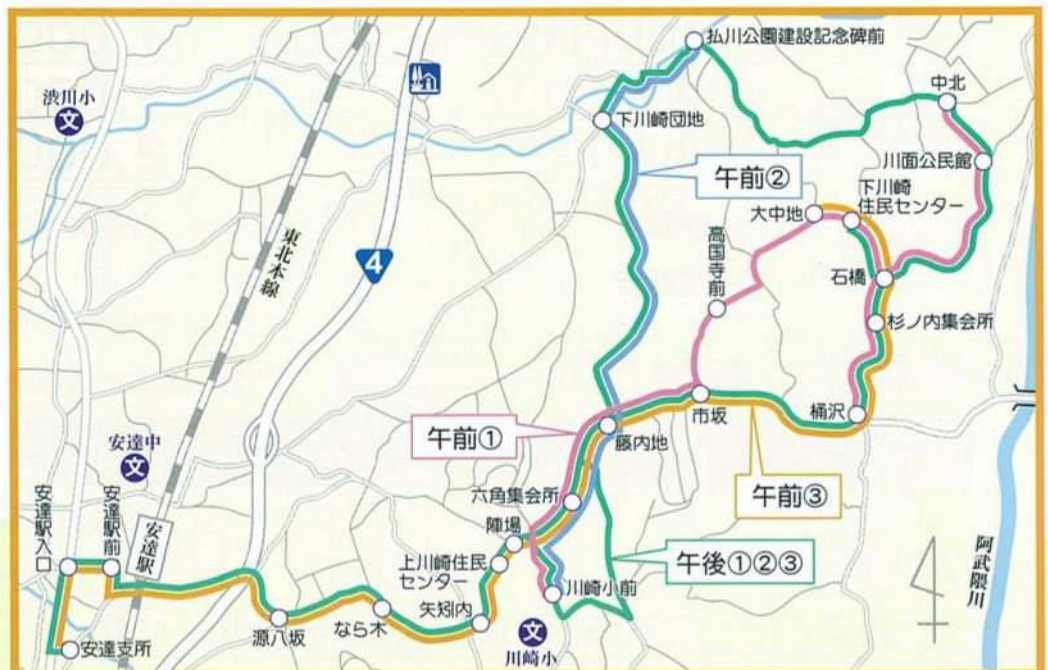 払川公園建設記念碑前
中北
渋川小
文
下川崎団地
川面公民館
午前②
下川崎
住民センター
大中地
東北本線
4
高国寺前
石橋
杉ノ内集会所
市坂
桶沢
午前①
藤内地
安達中
文
午前③
六角集会所
安達駅入口
安達駅前
安達駅
陣場
上川崎住民
センター
午後①②③
阿武隈川
川崎小前
矢矧内
なら木
源八坂
文
川崎小
安達支所